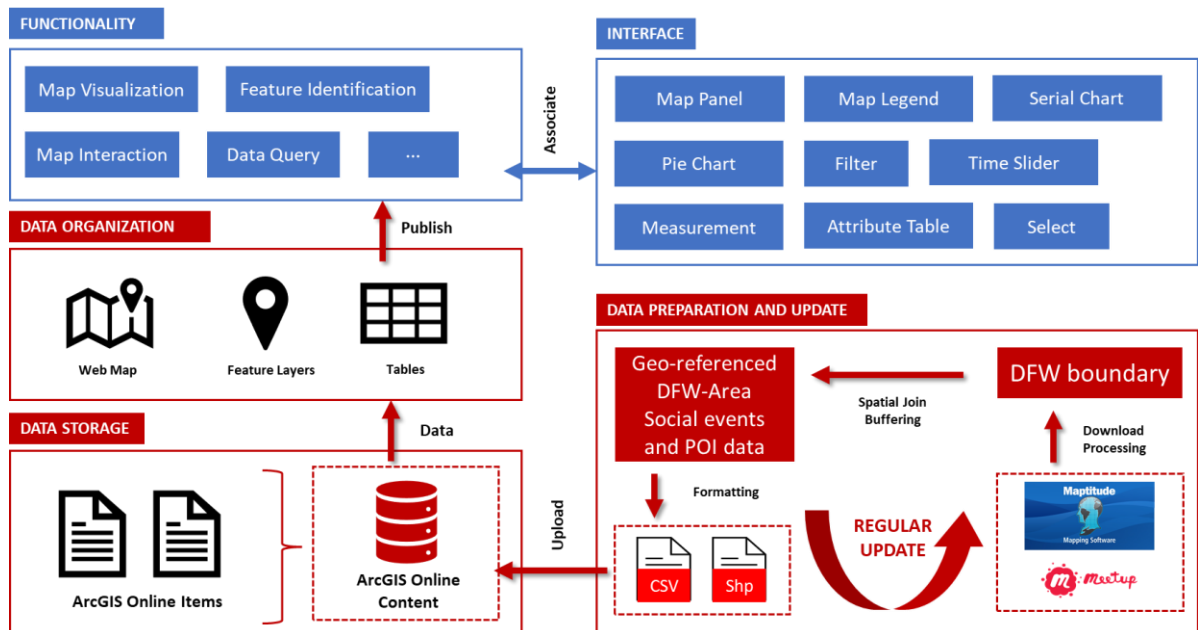 FUNCTIONALITY
Map Visualization
Feature Identification
Map Interaction
Data Query
...
Associate
INTERFACE
Map Panel
Map Legend
Serial Chart
Pie Chart
Filter
Time Slider
Measurement
Attribute Table
Select
DATA ORGANIZATION
Publish
Web Map
Feature Layers
Tables
DATA STORAGE
Data
ArcGIS Online Items
ArcGIS Online
Content
Upload
DATA PREPARATION AND UPDATE
Geo-referenced
DFW-Area
Social events
and POI data
Spatial Join
Buffering
DFW boundary
Download
Processing
Formatting
CSV
Shp
REGULAR
UPDATE
Maptitude
Mapping Software
m
meetup